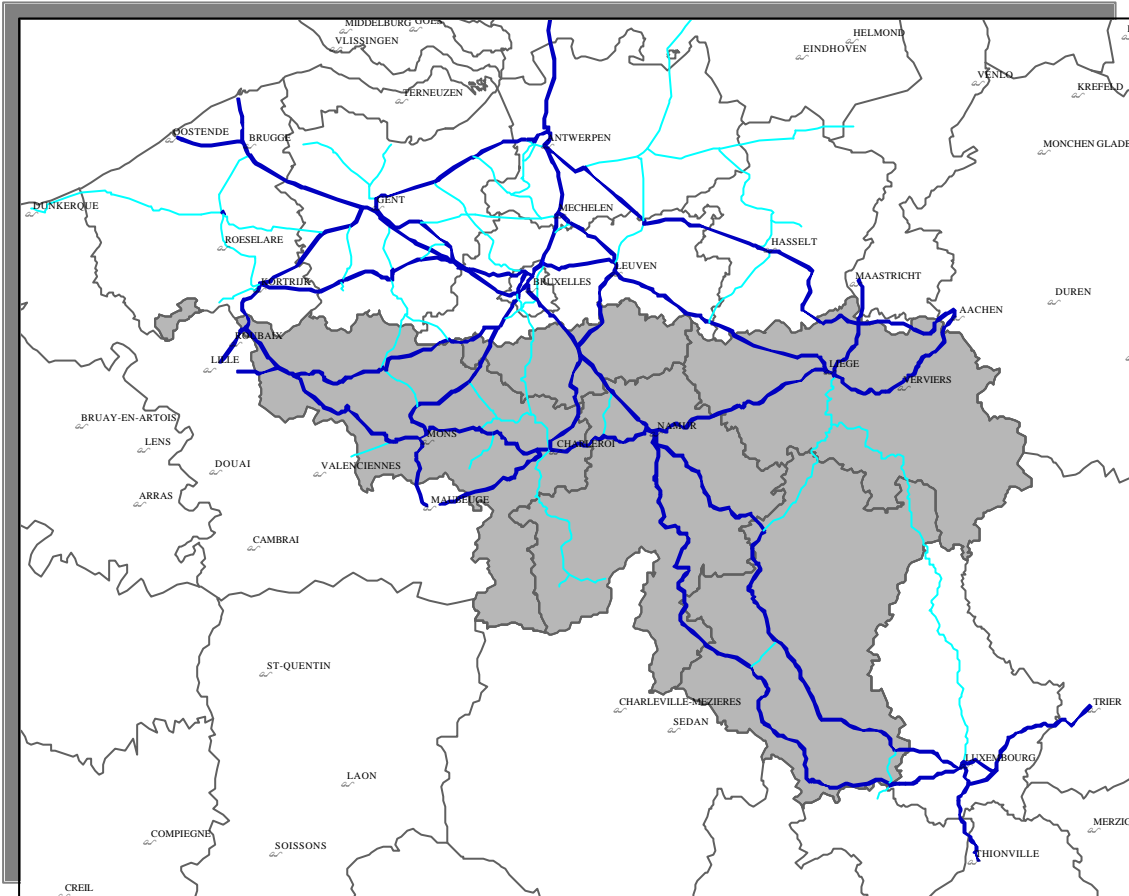 MIDDELBURG GOES
HELMOND
VLISSINGEN
EINDHOVEN
VENLO
KREFELD
TERNEUZEN
OOSTENDE
BRUGGE
ANTWERPEN
MONCHEN GLADB
DUNKERQUE
GENT
MECHELEN
ROESELARE
HASSELT
LEUVEN
MAASTRICHT
KORTRIJK
BRUXELLES
DUREN
AACHEN
ROUBAIX
LILLE
LIEGE
VERVIERS
BRUAY-EN-ARTOIS
LENS
MONS
NAMUR
CHARLEROI
DOUAI
VALENCIENNES
ARRAS
MAUBEUGE
CAMBRAI
ST-QUENTIN
CHARLEVILLE-MEZIERES
TRIER
SEDAN
LUXEMBOURG
LAON
MERZIG
COMPIEGNE
SOISSONS
THIONVILLE
CREIL